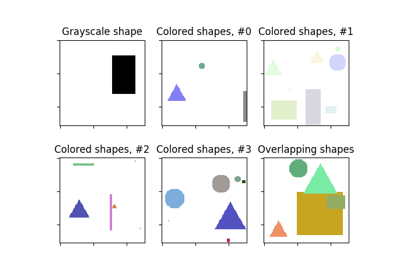 Grayscale shape
Colored shapes, #0
Colored shapes, #1
Colored shapes, #2
Colored shapes, #3
Overlapping shapes